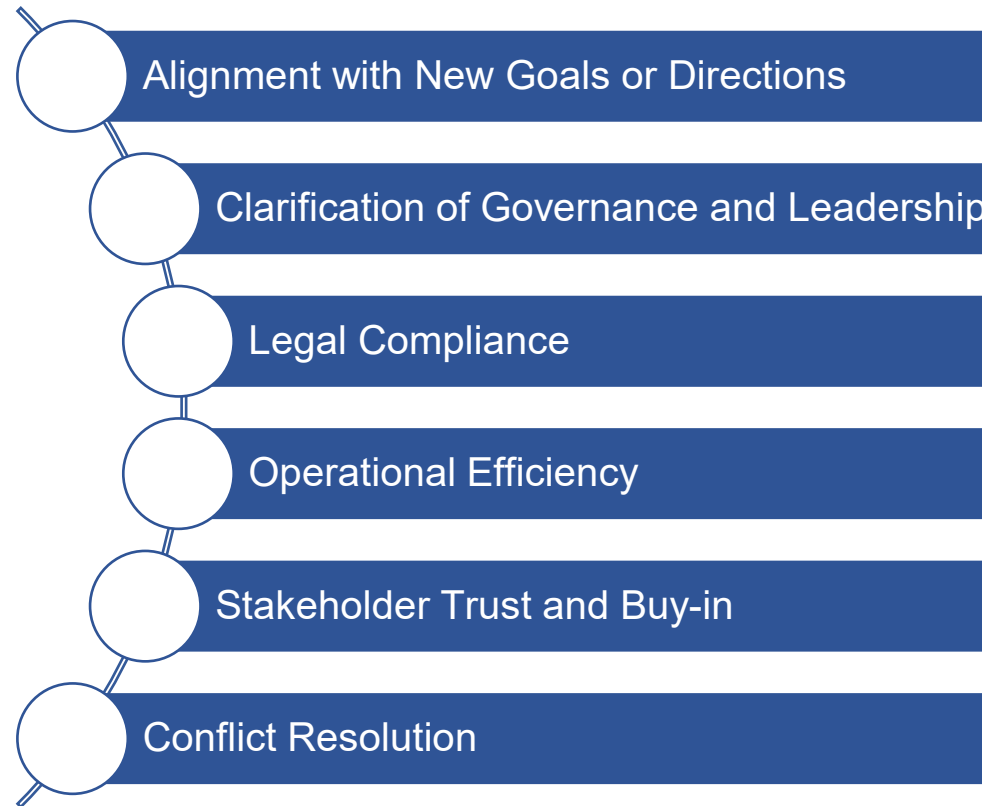 Alignment with New Goals or Directions
Clarification of Governance and Leadership
Legal Compliance
Operational Efficiency
Stakeholder Trust and Buy-in
Conflict Resolution